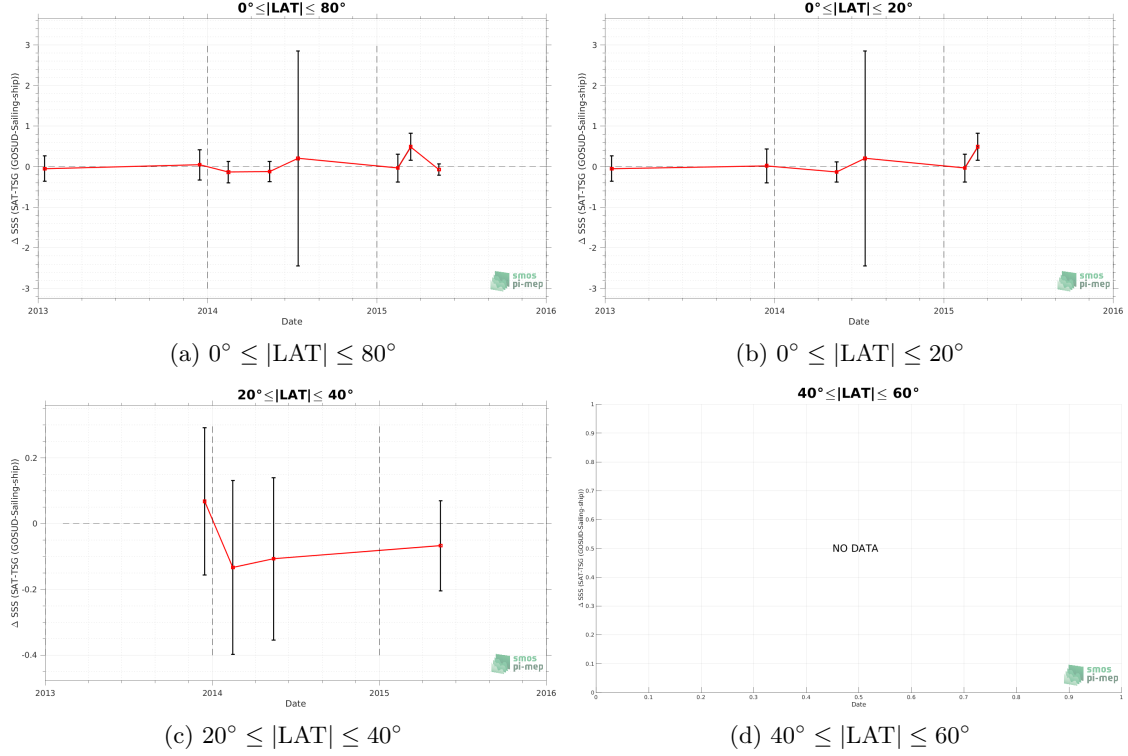 0°≤|LAT|≤ 80°
Δ SSS (SAT-TSG (GOSUD-Sailing-ship))
3
2
1
0
-1
-2
-3
2013
2014
2015
2016
Date
smos
pi-mep
(a) 0° ≤ |LAT| ≤ 80°
0°≤|LAT|≤ 20°
Δ SSS (SAT-TSG (GOSUD-Sailing-ship))
3
2
1
0
-1
-2
-3
2013
2014
2015
2016
Date
smos
pi-mep
(b) 0° ≤ |LAT| ≤ 20°
20°≤|LAT|≤ 40°
Δ SSS (SAT-TSG (GOSUD-Sailing-ship))
0.2
0
-0.2
-0.4
2013
2014
2015
2016
Date
smos
pi-mep
(c) 20° ≤ |LAT| ≤ 40°
40°≤|LAT|≤ 60°
Δ SSS (SAT-TSG (GOSUD-Sailing-ship))
1
0.9
0.8
0.7
0.6
0.5
0.4
0.3
0.2
0.1
0
NO DATA
0
0.1
0.2
0.3
0.4
0.5
0.6
0.7
0.8
0.9
1
Date
smos
pi-mep
(d) 40° ≤ |LAT| ≤ 60°